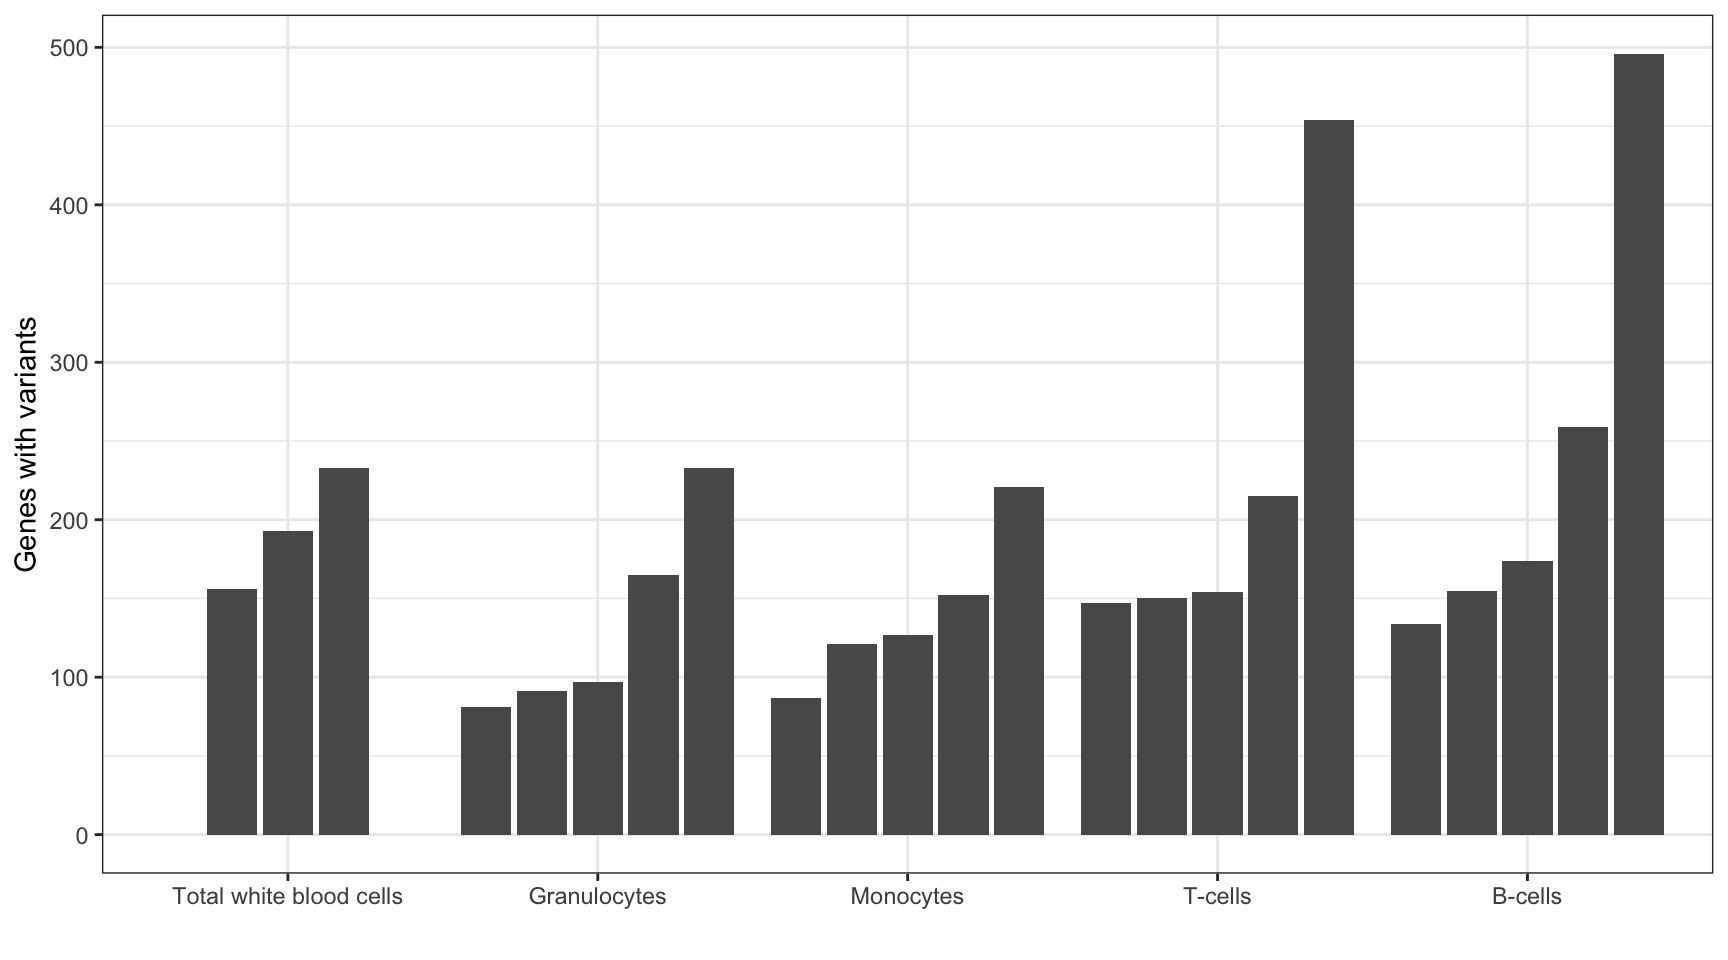 Genes with variants
500
400
300
200
100
0
Total white blood cells
Granulocytes
Monocytes
T-cells
B-cells